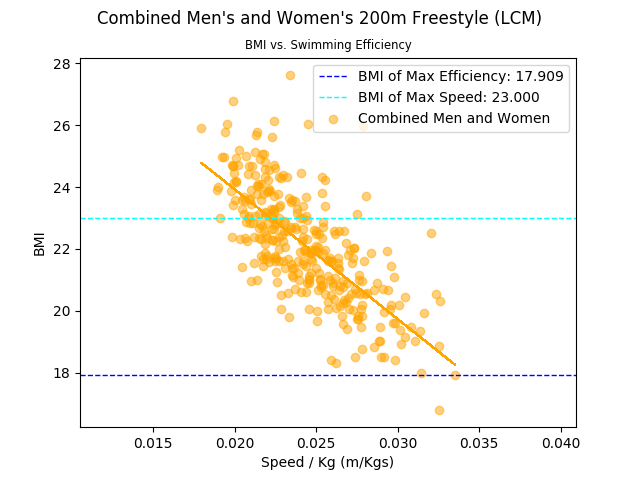 Combined Men's and Women's 200m Freestyle (LCM)
BMI vs. Swimming Efficiency
BMI of Max Efficiency: 17.909
BMI of Max Speed: 23.000
Combined Men and Women
28
26
24
22
20
18
BMI
0.015 0.020 0.025 0.030 0.035 0.040
Speed / Kg (m/Kgs)